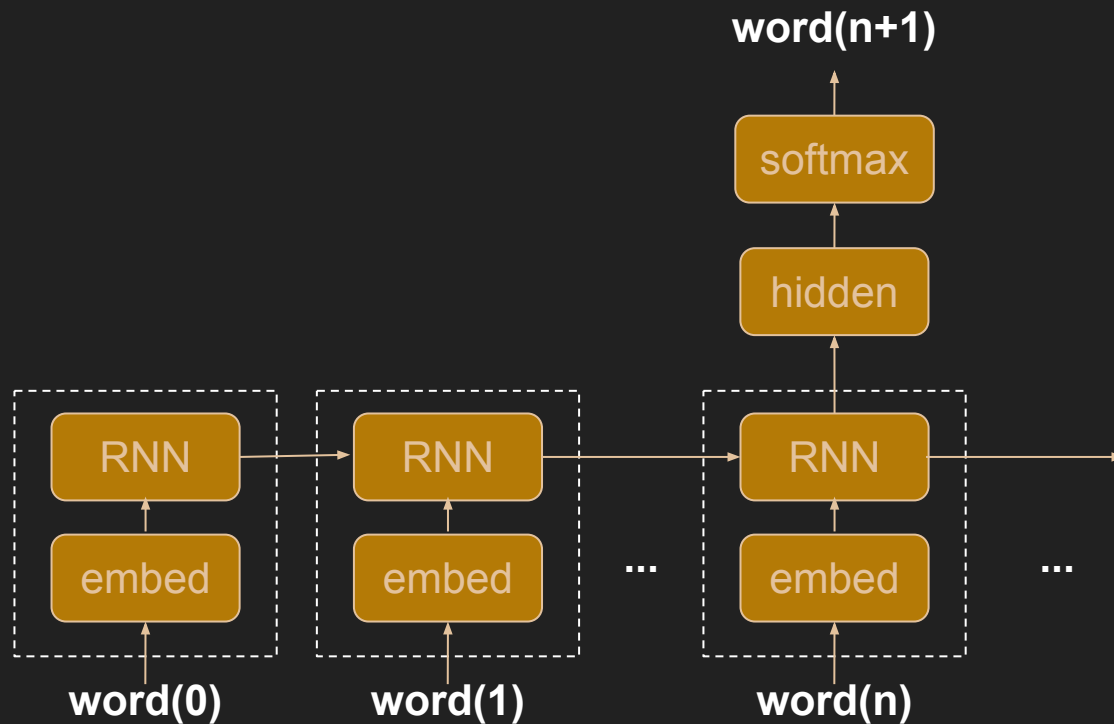 word(n+1)
softmax
hidden
RNN
RNN
RNN
embed
embed
...
embed
...
word(0)
word(1)
word(n)